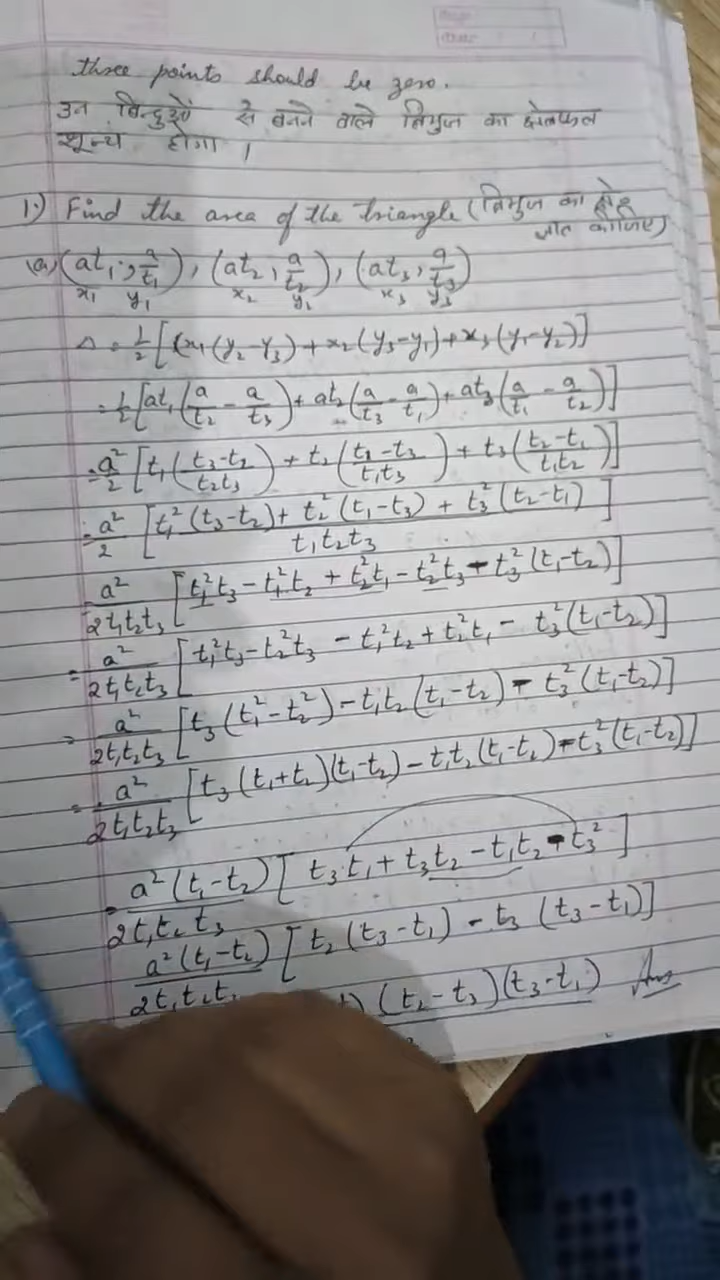 three points should be zero.
उन बिन्दुओं से बनने वाले त्रिभुज का क्षेत्रफल
शून्य होगा ।
1.) Find the area of the triangle (त्रिभुज का क्षेत्र
ज्ञात कीजिए)
(a) (at₁, a/t₁), (at₂, a/t₂), (at₃, a/t₃)
x₁ y₁ x₂ y₂ x₃ y₃
Δ = 1/2 [(x₁(y₂-y₃) + x₂(y₃-y₁) + x₃(y₁-y₂)]
= 1/2 [at₁(a/t₂ - a/t₃) + at₂(a/t₃ - a/t₁) + at₃(a/t₁ - a/t₂)]
= a²/2 [t₁((t₃-t₂)/t₂t₃) + t₂((t₁-t₃)/t₁t₃) + t₃((t₂-t₁)/t₁t₂)]
= a²/2 [(t₁²(t₃-t₂) + t₂²(t₁-t₃) + t₃²(t₂-t₁))/t₁t₂t₃]
= a²/2t₁t₂t₃ [t₁²t₃ - t₁²t₂ + t₂²t₁ - t₂²t₃ - t₃²(t₁-t₂)]
= a²/2t₁t₂t₃ [t₁²t₃ - t₂²t₃ - t₁²t₂ + t₂²t₁ - t₃²(t₁-t₂)]
= a²/2t₁t₂t₃ [t₃(t₁²-t₂²) - t₁t₂(t₁-t₂) - t₃²(t₁-t₂)]
= a²/2t₁t₂t₃ [t₃(t₁+t₂)(t₁-t₂) - t₁t₂(t₁-t₂) - t₃²(t₁-t₂)]
= a²(t₁-t₂)/2t₁t₂t₃ [t₃t₁ + t₃t₂ - t₁t₂ - t₃²]
a²(t₁-t₂)/2t₁t₂t₃ [t₂(t₃-t₁) - t₃(t₃-t₁)]
(t₂-t₃)(t₃-t₁) Ans